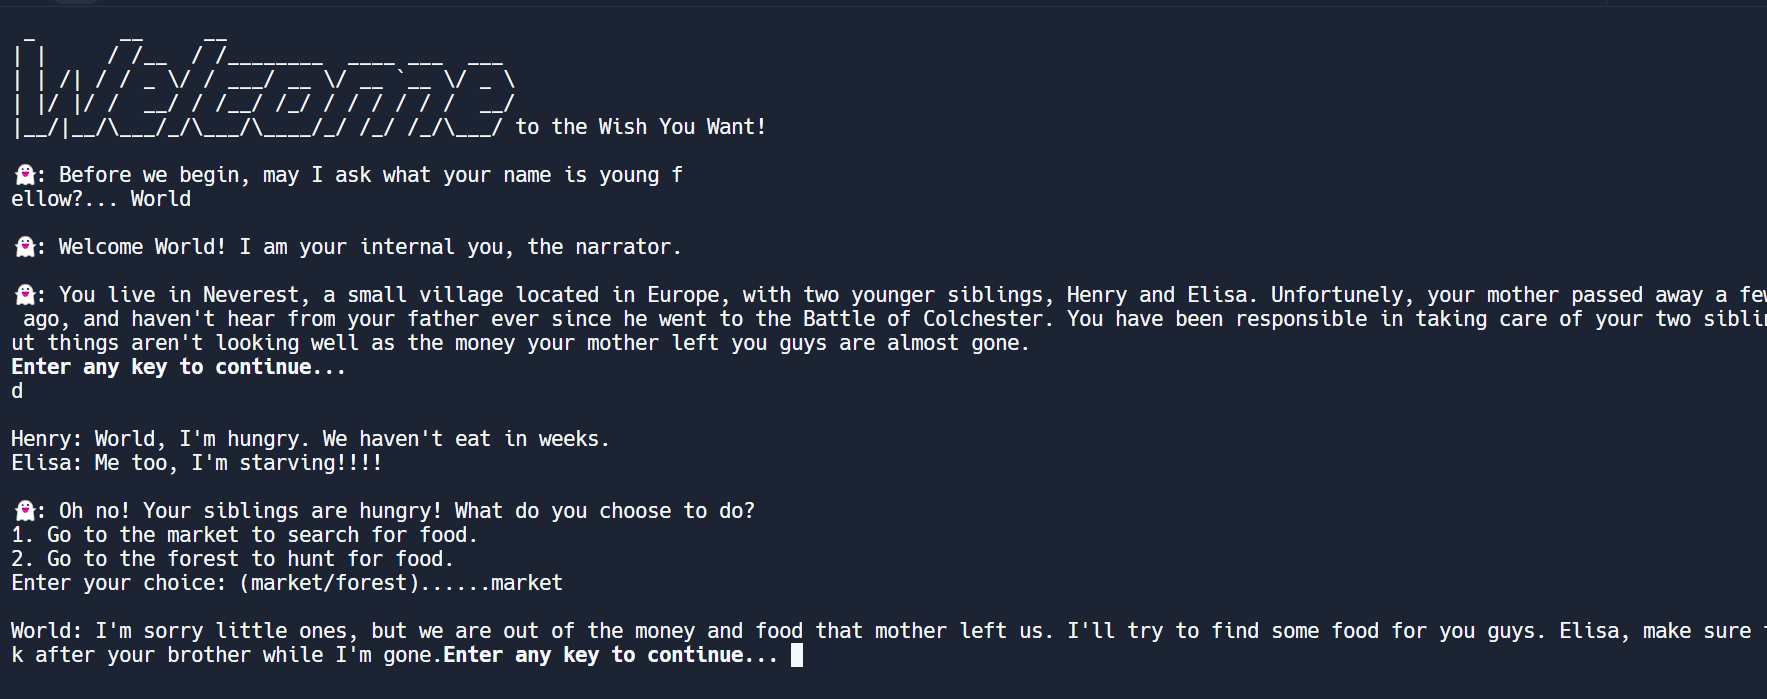 Welcome to the Wish You Want!
👻: Before we begin, may I ask what your name is young f
ellow?... World
👻: Welcome World! I am your internal you, the narrator.
👻: You live in Neverest, a small village located in Europe, with two younger siblings, Henry and Elisa. Unfortunely, your mother passed away a few
ago, and haven't hear from your father ever since he went to the Battle of Colchester. You have been responsible in taking care of your two siblin
ut things aren't looking well as the money your mother left you guys are almost gone.
Enter any key to continue...
d
Henry: World, I'm hungry. We haven't eat in weeks.
Elisa: Me too, I'm starving!!!!
👻: Oh no! Your siblings are hungry! What do you choose to do?
1. Go to the market to search for food.
2. Go to the forest to hunt for food.
Enter your choice: (market/forest)......market
World: I'm sorry little ones, but we are out of the money and food that mother left us. I'll try to find some food for you guys. Elisa, make sure
k after your brother while I'm gone.Enter any key to continue...